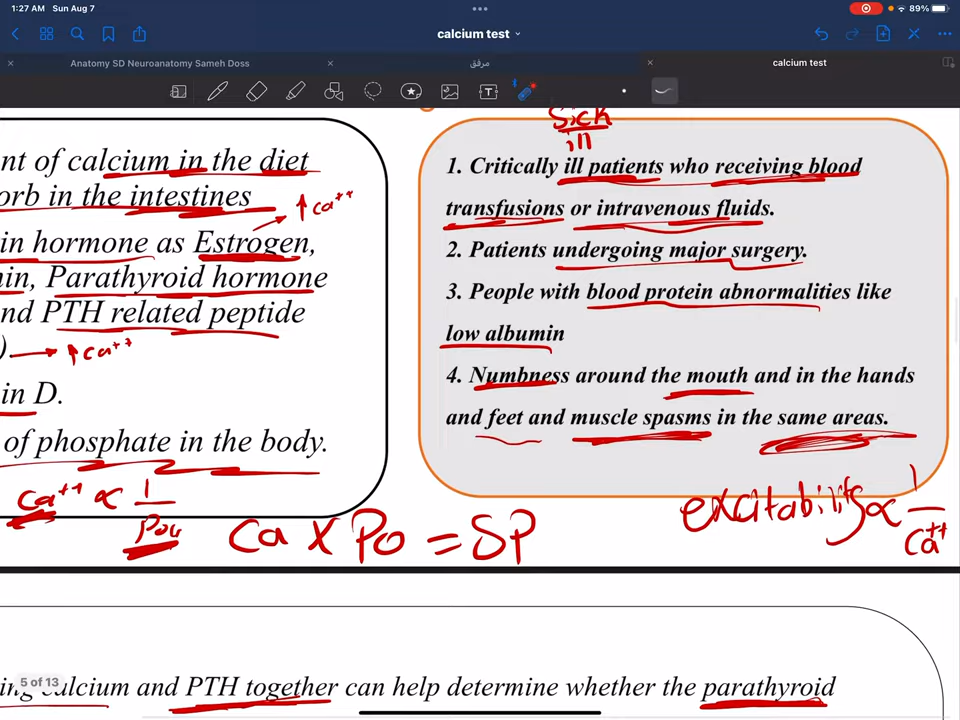 1:27 AM Sun Aug 7
89%
calcium test
Anatomy SD Neuroanatomy Sameh Doss
مرفق
calcium test
nt of calcium in the diet
orb in the intestines
↑ Ca++
in hormone as Estrogen,
nin, Parathyroid hormone
nd PTH related peptide
) → ↑ Ca++
in D.
of phosphate in the body.
Ca++ ∝ 1/Po4
Ca X Po = SP
Sick
ill
1. Critically ill patients who receiving blood
transfusions or intravenous fluids.
2. Patients undergoing major surgery.
3. People with blood protein abnormalities like
low albumin
4. Numbness around the mouth and in the hands
and feet and muscle spasms in the same areas.
excitability ∝ 1/Ca++
5 of 13
ing calcium and PTH together can help determine whether the parathyroid